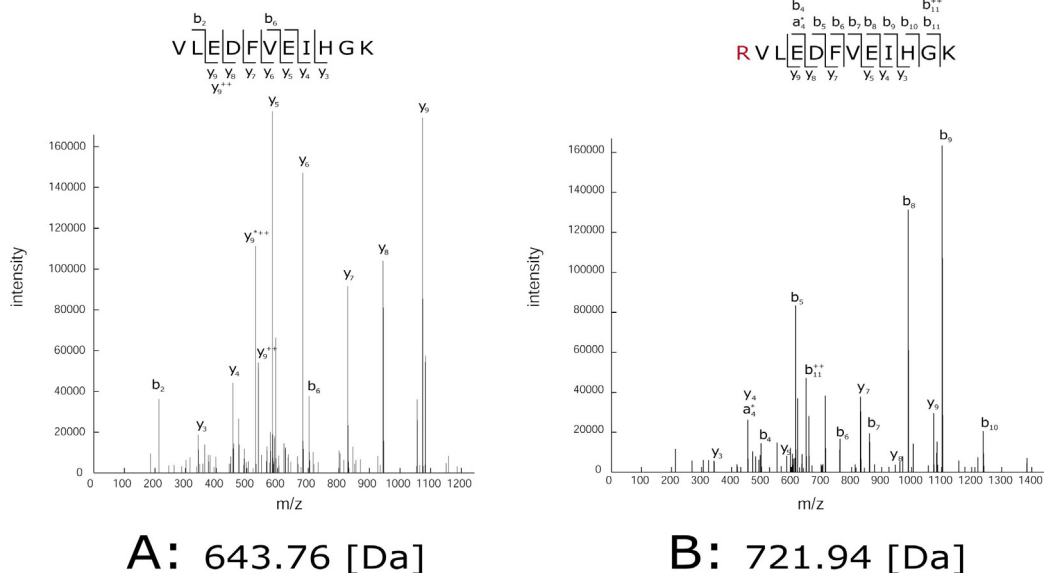 b2 b6
VLEDFVEIHGK
y9 y8 y7 y6 y5 y4 y3
y9++
y5
y9
y6
y9*++
y8
y7
y9++
y4
b2
b6
y3
160000
140000
120000
100000
80000
60000
40000
20000
0
0 100 200 300 400 500 600 700 800 900 1000 1100 1200
intensity
m/z
A: 643.76 [Da]
b4 b11++
a4* b5 b6 b7 b8 b9 b10 b11
RVLEDFVEIHGK
y9 y8 y7 y5 y4 y3
b9
b8
b5
b11++
y4
a4*
y7
y9
b4
b6
b7
b10
y3
y5
y8
160000
140000
120000
100000
80000
60000
40000
20000
0
0 100 200 300 400 500 600 700 800 900 1000 1100 1200 1300 1400
intensity
m/z
B: 721.94 [Da]